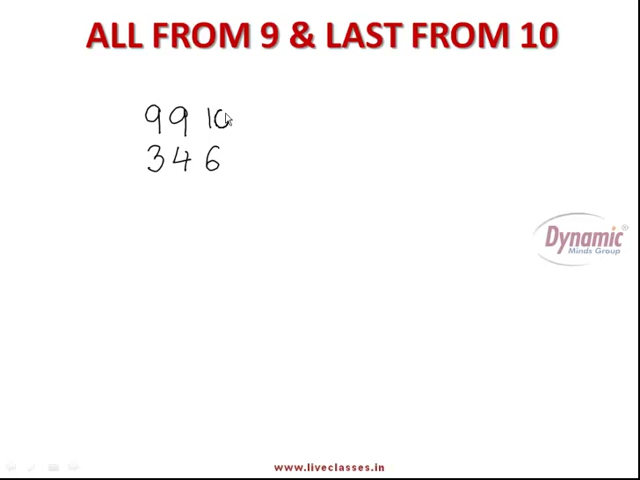 ALL FROM 9 & LAST FROM 10
9 9 10
3 4 6
Dynamic®
Minds Group
www.liveclasses.in